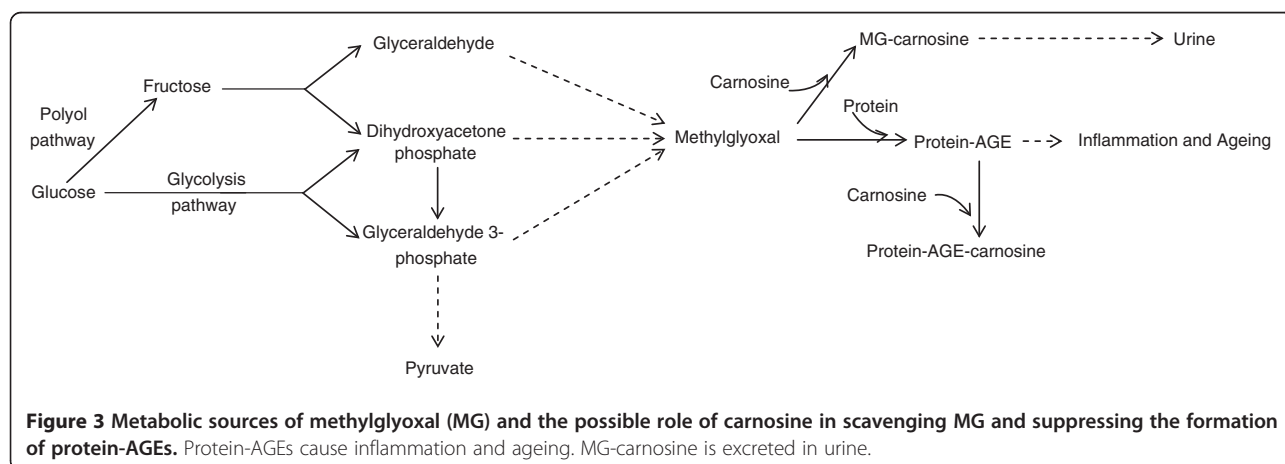 Glyceraldehyde
MG-carnosine
Urine
Carnosine
Fructose
Protein
Polyol
pathway
Dihydroxyacetone
phosphate
Methylglyoxal
Protein-AGE
Inflammation and Ageing
Glucose
Glycolysis
pathway
Carnosine
Glyceraldehyde 3-
phosphate
Protein-AGE-carnosine
Pyruvate
Figure 3 Metabolic sources of methylglyoxal (MG) and the possible role of carnosine in scavenging MG and suppressing the formation
of protein-AGEs. Protein-AGEs cause inflammation and ageing. MG-carnosine is excreted in urine.